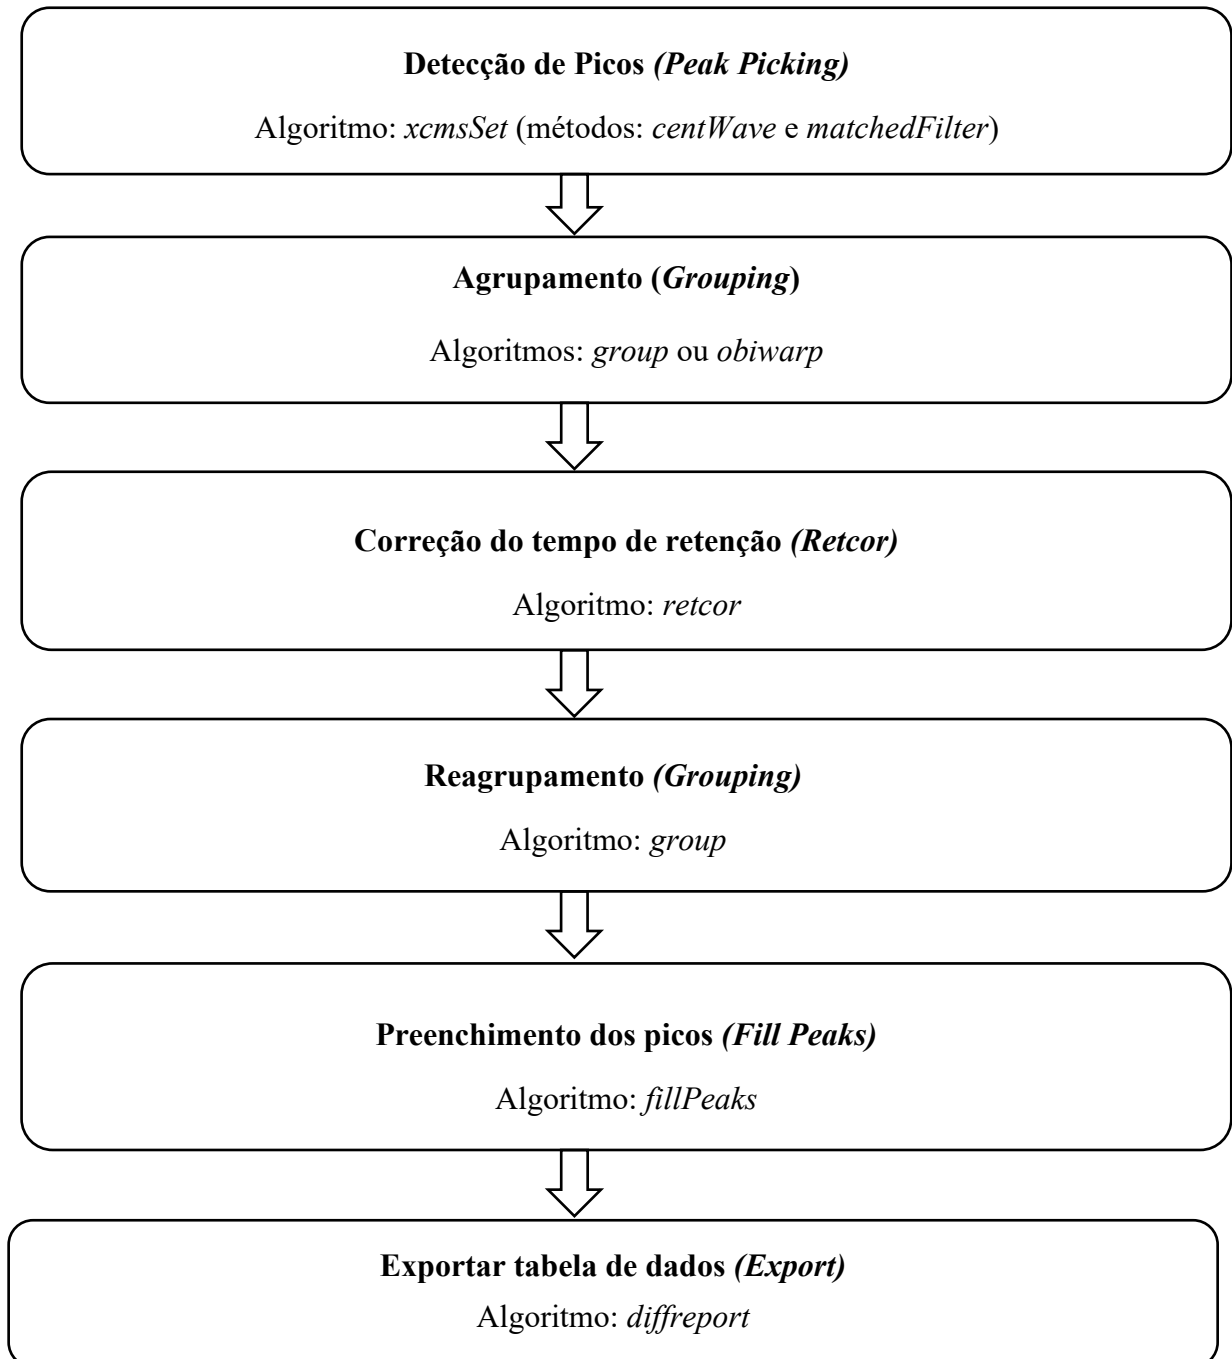 Detecção de Picos (Peak Picking)
Algoritmo: xcmsSet (métodos: centWave e matchedFilter)
Agrupamento (Grouping)
Algoritmos: group ou obiwarp
Correção do tempo de retenção (Retcor)
Algoritmo: retcor
Reagrupamento (Grouping)
Algoritmo: group
Preenchimento dos picos (Fill Peaks)
Algoritmo: fillPeaks
Exportar tabela de dados (Export)
Algoritmo: diffreport